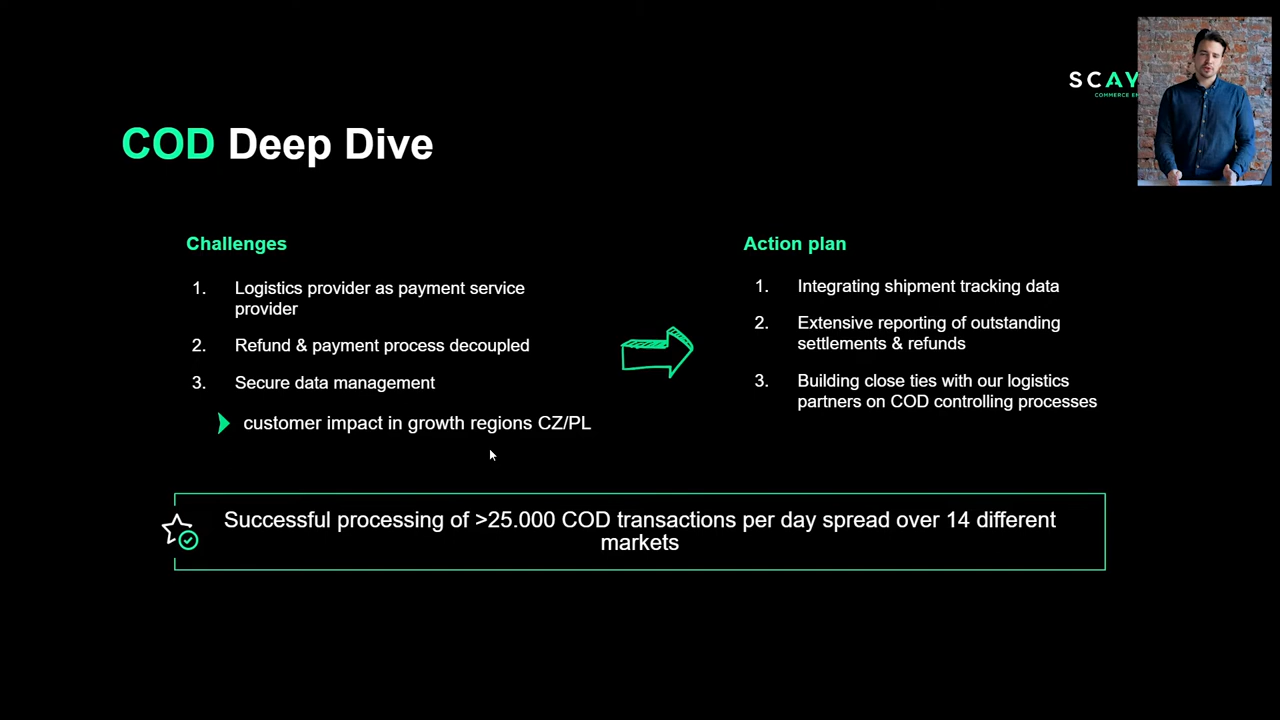 SCAY
COMMERCE EN
COD Deep Dive
Challenges
1. Logistics provider as payment service
provider
2. Refund & payment process decoupled
3. Secure data management
customer impact in growth regions CZ/PL
Action plan
1. Integrating shipment tracking data
2. Extensive reporting of outstanding
settlements & refunds
3. Building close ties with our logistics
partners on COD controlling processes
Successful processing of >25.000 COD transactions per day spread over 14 different
markets